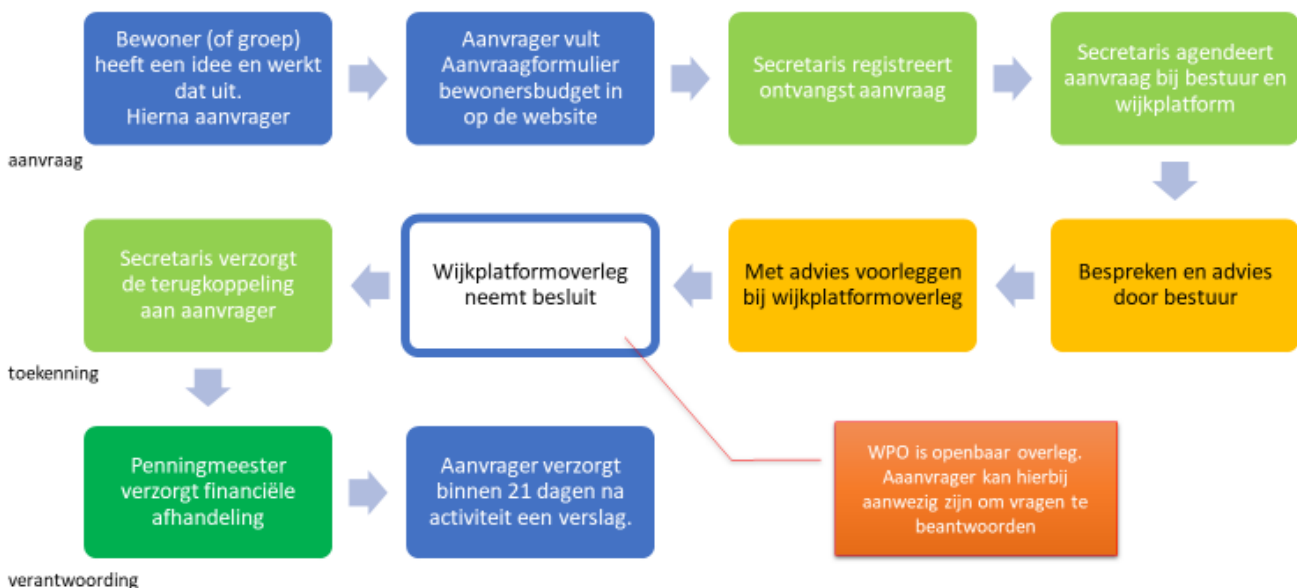 Bewoner (of groep)
heeft een idee en werkt
dat uit.
Hierna aanvrager
Aanvrager vult
Aanvraagformulier
bewonersbudget in
op de website
Secretaris registreert
ontvangst aanvraag
Secretaris agendeert
aanvraag bij bestuur en
wijkplatform
aanvraag
Secretaris verzorgt
de terugkoppeling
aan aanvrager
Wijkplatformoverleg
neemt besluit
Met advies voorleggen
bij wijkplatformoverleg
Bespreken en advies
door bestuur
toekenning
Penningmeester
verzorgt financiële
afhandeling
Aanvrager verzorgt
binnen 21 dagen na
activiteit een verslag.
WPO is openbaar overleg.
Aaanvrager kan hierbij
aanwezig zijn om vragen te
beantwoorden
verantwoording